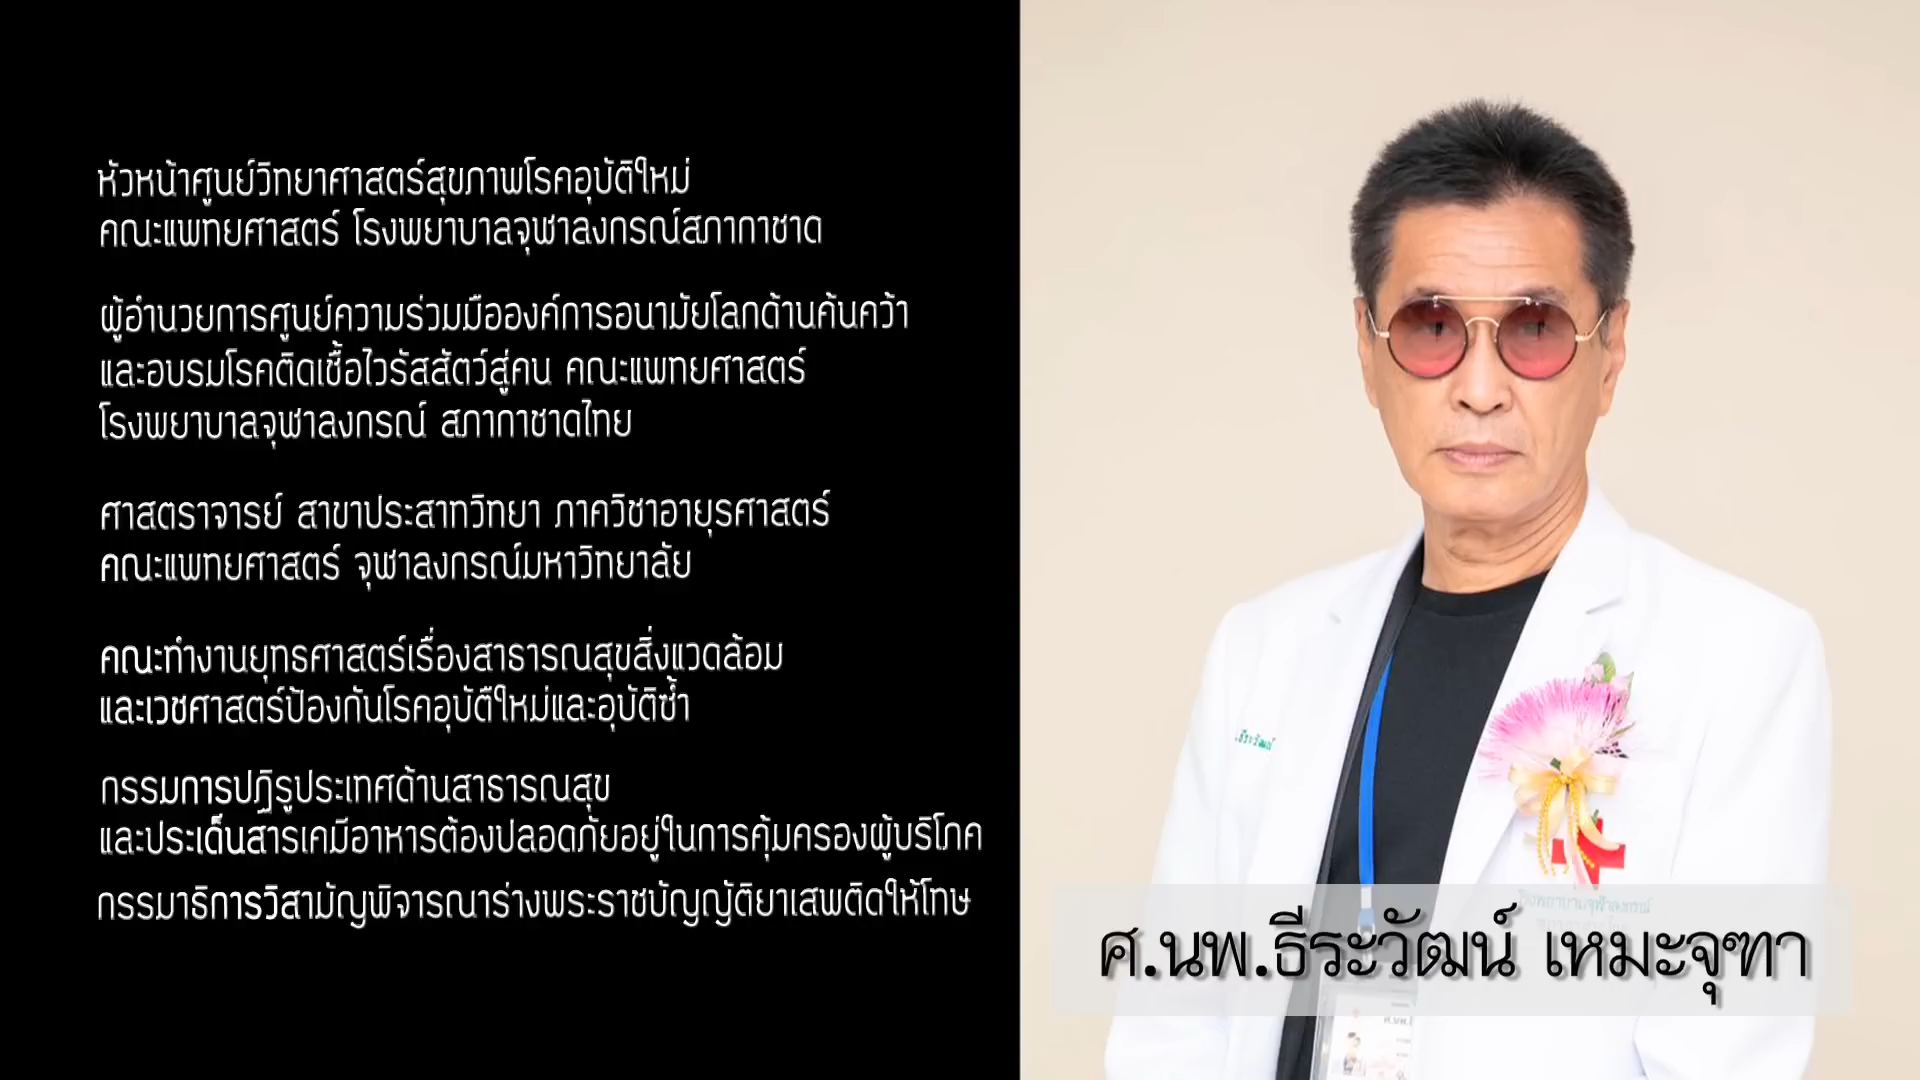 หัวหน้าศูนย์วิทยาศาสตร์สุขภาพโรคอุบัติใหม่
คณะแพทยศาสตร์ โรงพยาบาลจุฬาลงกรณ์สภากาชาด
ผู้อำนวยการศูนย์ความร่วมมือองค์การอนามัยโลกด้านค้นคว้า
และอบรมโรคติดเชื้อไวรัสสัตว์สู่คน คณะแพทยศาสตร์
โรงพยาบาลจุฬาลงกรณ์ สภากาชาดไทย
ศาสตราจารย์ สาขาประสาทวิทยา ภาควิชาอายุรศาสตร์
คณะแพทยศาสตร์ จุฬาลงกรณ์มหาวิทยาลัย
คณะทำงานยุทธศาสตร์เรื่องสาธารณสุขสิ่งแวดล้อม
และเวชศาสตร์ป้องกันโรคอุบัติใหม่และอุบัติซ้ำ
กรรมการปฏิรูประเทศด้านสาธารณสุข
และประเด็นสารเคมีอาหารต้องปลอดภัยอยู่ในการคุ้มครองผู้บริโภค
กรรมาธิการวิสามัญพิจารณาร่างพระราชบัญญัติยาเสพติดให้โทษ
.ธีระวัฒน์
โรงพยาบาลจุฬาลงกรณ์
ศ.นพ.ธีระวัฒน์ เหมะจุฑา